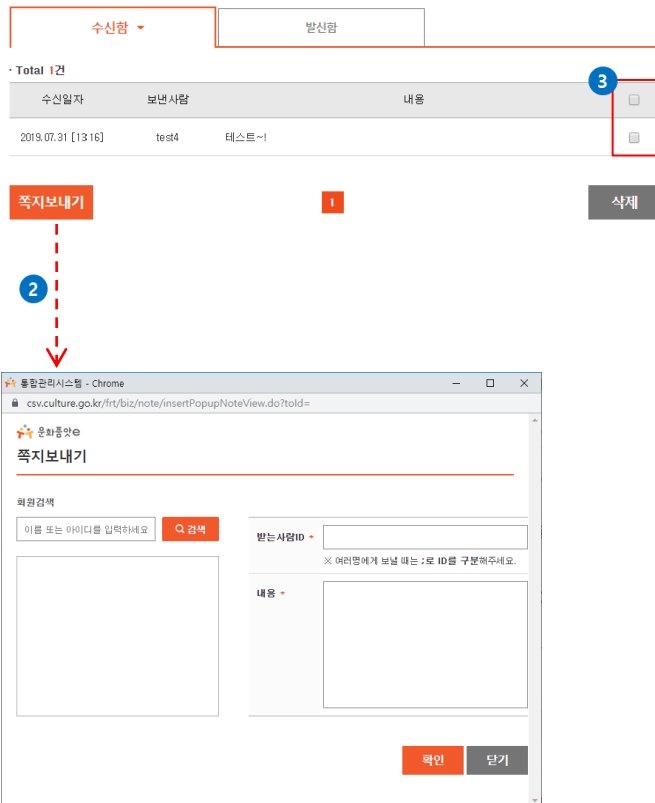 수신함
발신함
· Total 1건
3
수신일자 보낸사람 내용
2019.07.31 [13:16] test4 테스트~!
쪽지보내기 1 삭제
2
통합관리시스템 - Chrome
csv.culture.go.kr/frt/biz/note/insertPopupNoteView.do?toId=
문화품앗e
쪽지보내기
회원검색
이름 또는 아이디를 입력하세요 검색
받는사람ID *
※ 여러명에게 보낼 때는 ;로 ID를 구분해주세요.
내용 *
확인 닫기